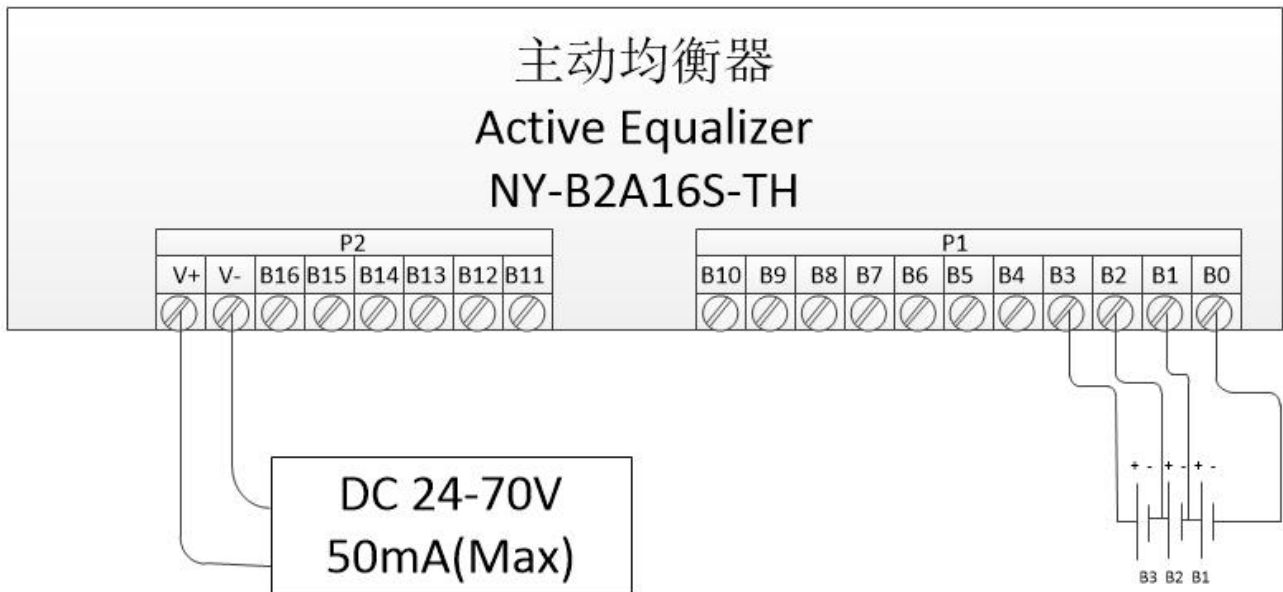 主动均衡器
Active Equalizer
NY-B2A16S-TH
P2
V+ V- B16 B15 B14 B13 B12 B11
P1
B10 B9 B8 B7 B6 B5 B4 B3 B2 B1 B0
DC 24-70V
50mA(Max)
+ - + - + -
B3 B2 B1